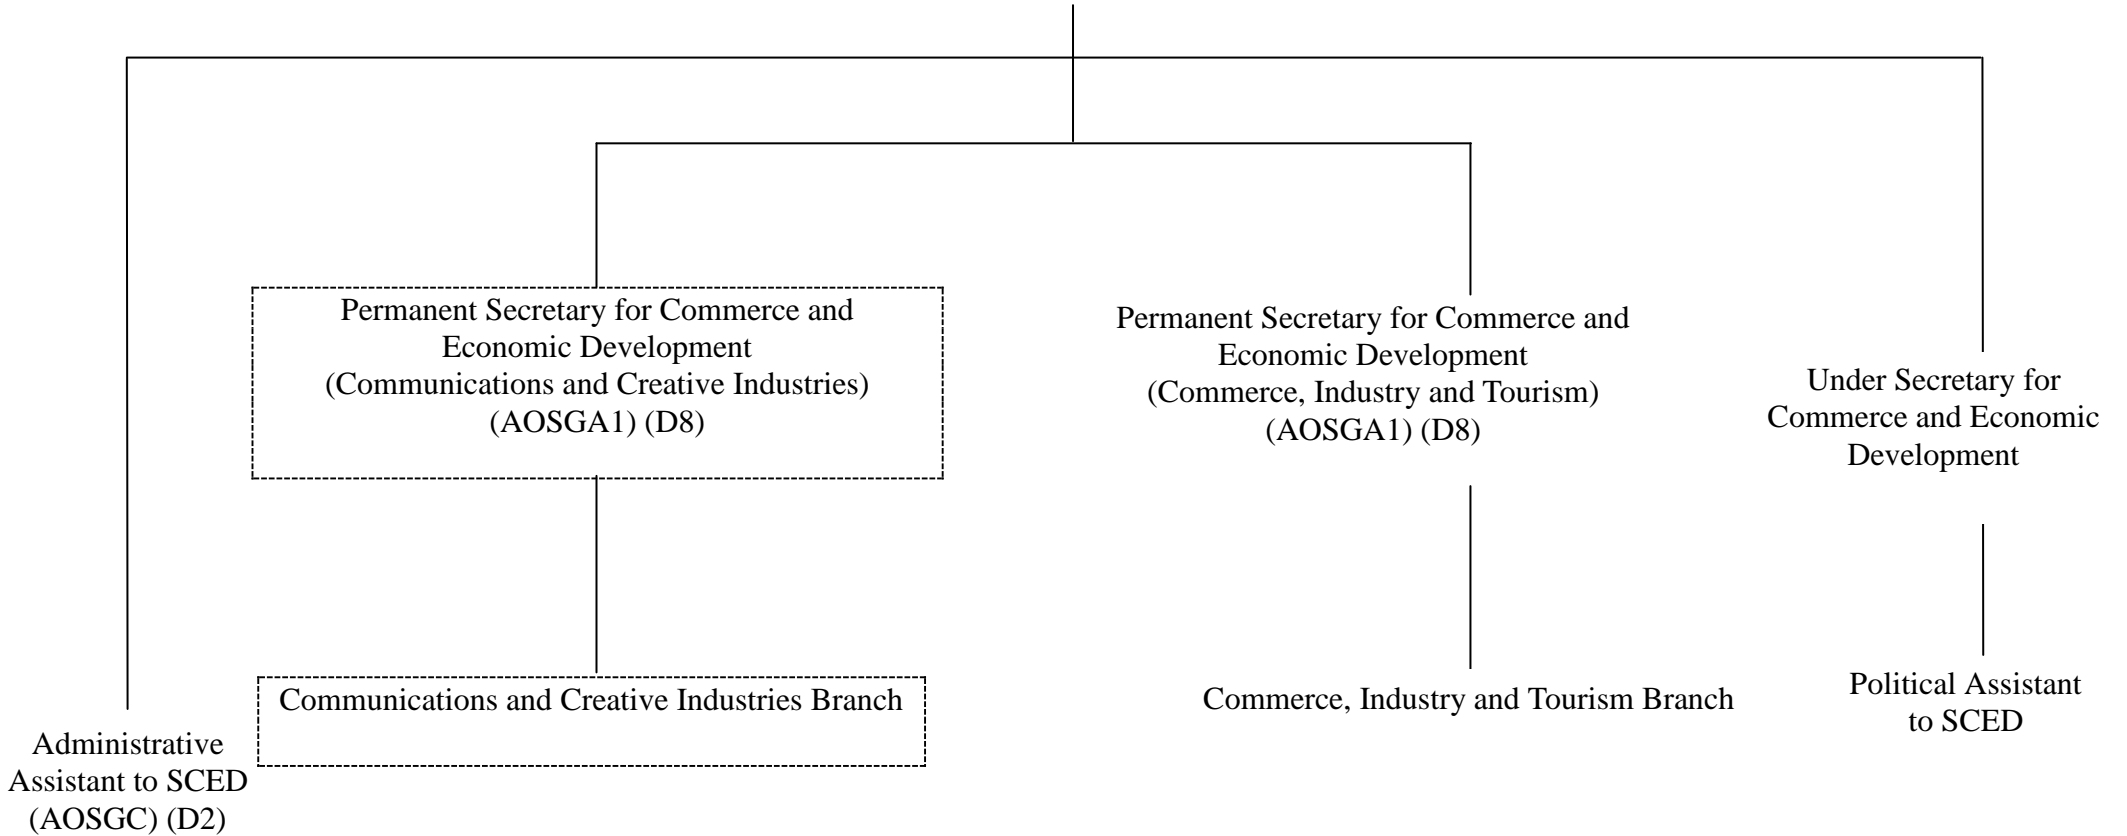 Permanent Secretary for Commerce and
Economic Development
(Communications and Creative Industries)
(AOSGA1) (D8)
Permanent Secretary for Commerce and
Economic Development
(Commerce, Industry and Tourism)
(AOSGA1) (D8)
Under Secretary for
Commerce and Economic
Development
Communications and Creative Industries Branch
Commerce, Industry and Tourism Branch
Political Assistant
to SCED
Administrative
Assistant to SCED
(AOSGC) (D2)